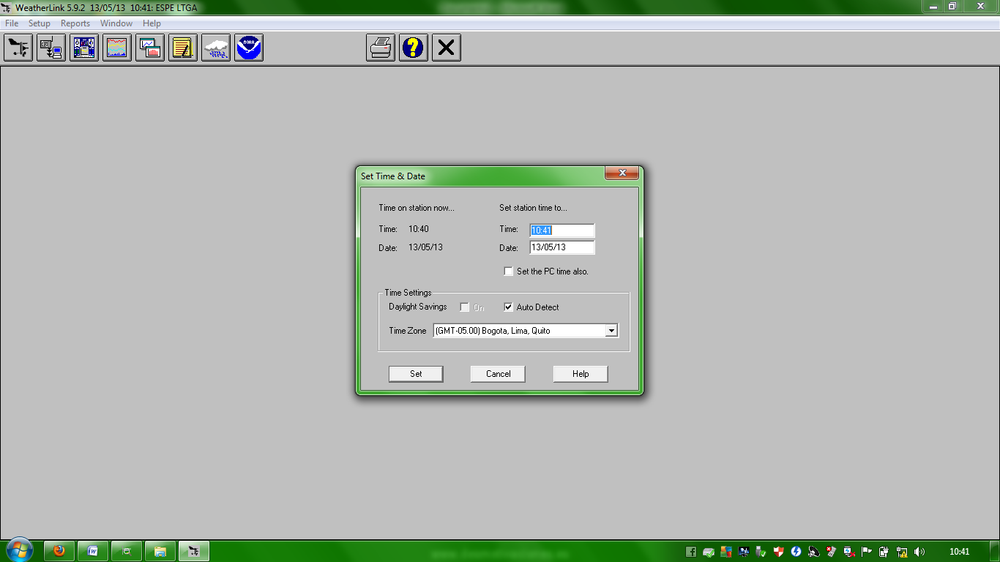 WeatherLink 5.9.2 13/05/13 10:41: ESPE LTGA
File Setup Reports Window Help
NOAA
Set Time & Date
Time on station now... Set station time to...
Time: 10:40 Time: 10:41
Date: 13/05/13 Date: 13/05/13
Set the PC time also.
Time Settings
Daylight Savings On Auto Detect
Time Zone (GMT-05.00) Bogota, Lima, Quito
Set Cancel Help
10:41